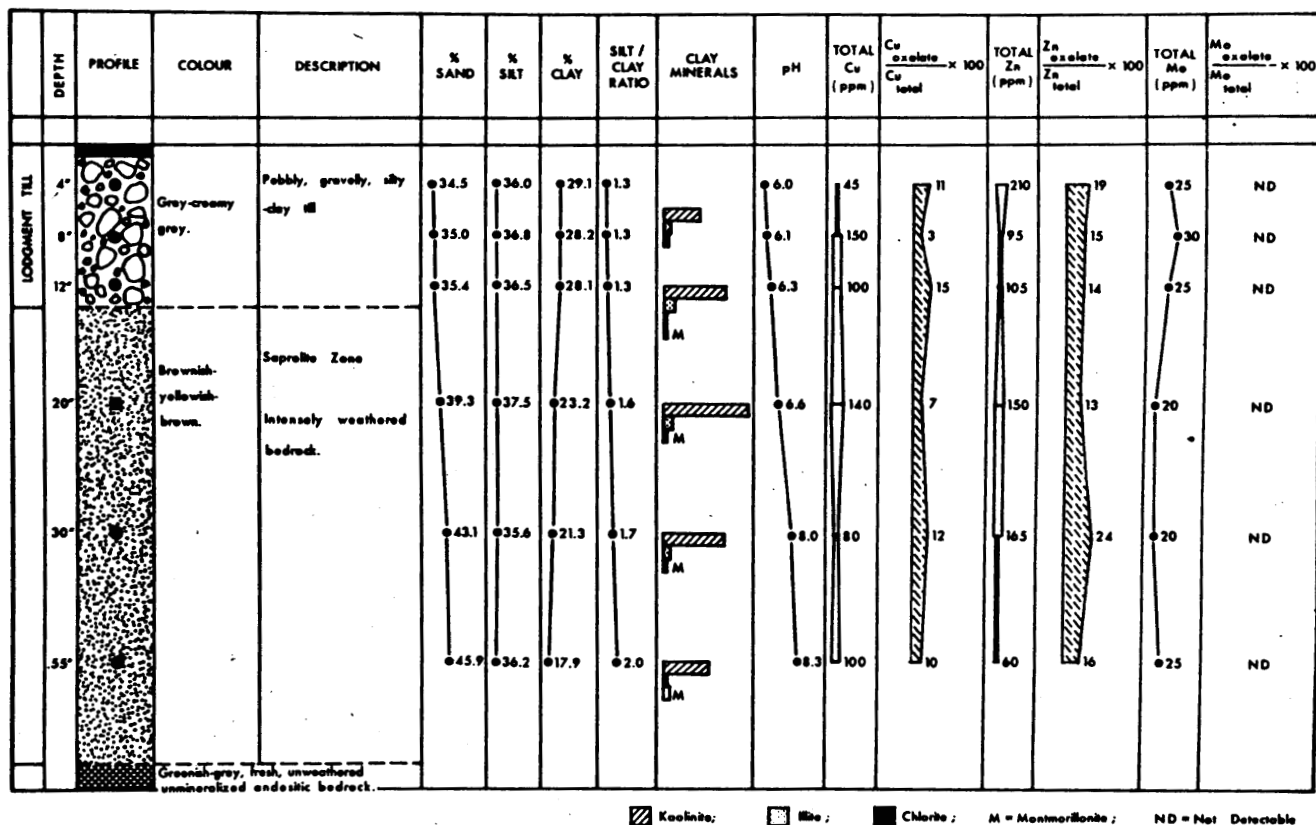 DEPTH
PROFILE
COLOUR
DESCRIPTION
%
SAND
%
SILT
%
CLAY
SILT /
CLAY
RATIO
CLAY
MINERALS
pH
TOTAL
Cu
(ppm)
Cu oxalate
Cu total
× 100
TOTAL
Zn
(ppm)
Zn oxalate
Zn total
× 100
TOTAL
Mo
(ppm)
Mo oxalate
Mo total
× 100
LODGMENT TILL
4" 34.5 36.0 29.1 1.3 6.0 45 11 210 19 25 ND
Grey-creamy
grey.
Pebbly, gravelly, silty
-clay till
8" 35.0 36.8 28.2 1.3 6.1 150 3 95 15 30 ND
12" 35.4 36.5 28.1 1.3 6.3 100 15 105 14 25 ND
M
Brownish-
yellowish-
brown.
Saprolite Zone
Intensely weathered
bedrock.
20" 39.3 37.5 23.2 1.6 6.6 140 7 150 13 20 ND
M
30" 43.1 35.6 21.3 1.7 8.0 80 12 165 24 20 ND
M
55" 45.9 36.2 17.9 2.0 8.3 100 10 60 16 25 ND
M
Greenish-grey, fresh, unweathered
unmineralized andesitic bedrock.
Kaolinite; Illite; Chlorite; M = Montmorillonite; ND = Not Detectable